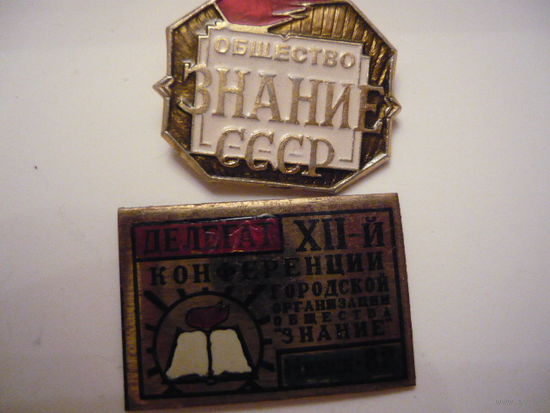 ОБЩЕСТВО
ЗНАНИЕ
СССР
ДЕЛЕГАТ XII-Й
КОНФЕРЕНЦИИ
ГОРОДСКОЙ
ОРГАНИЗАЦИИ
ОБЩЕСТВА
"ЗНАНИЕ"